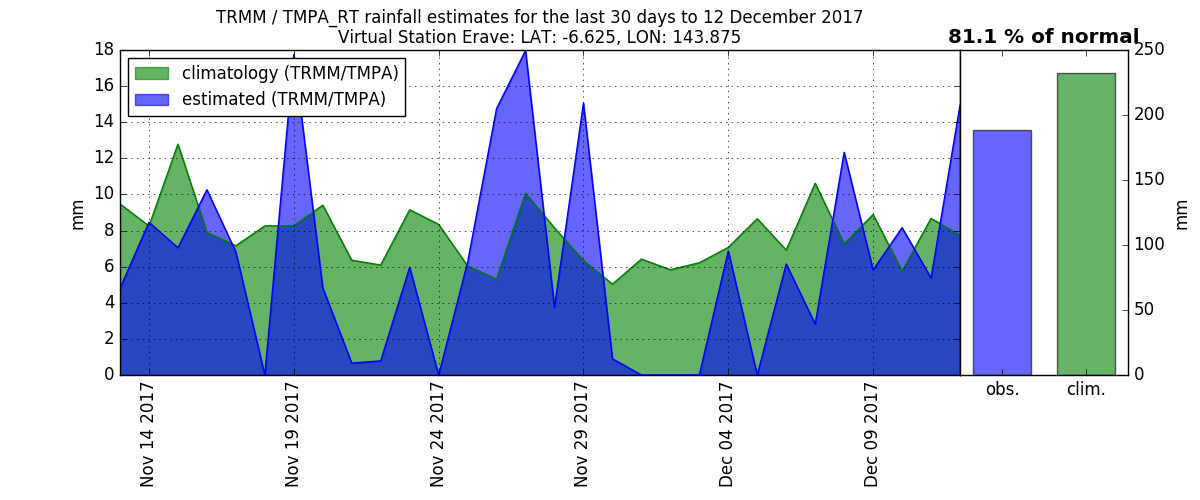 TRMM / TMPA_RT rainfall estimates for the last 30 days to 12 December 2017
Virtual Station Erave: LAT: -6.625, LON: 143.875
81.1 % of normal
climatology (TRMM/TMPA)
estimated (TRMM/TMPA)
mm
18
16
14
12
10
8
6
4
2
0
Nov 14 2017
Nov 19 2017
Nov 24 2017
Nov 29 2017
Dec 04 2017
Dec 09 2017
obs.
clim.
250
200
150
100
50
0
mm